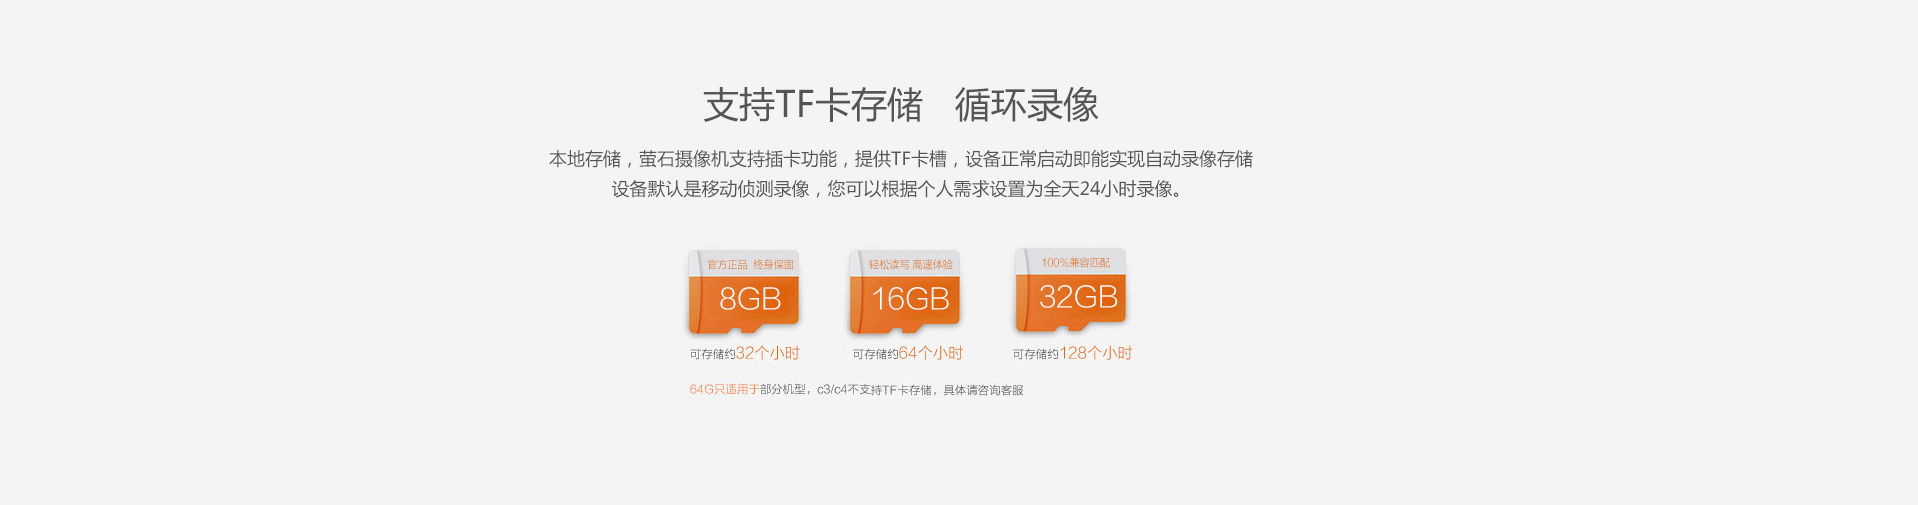 支持TF卡存储 循环录像
本地存储，萤石摄像机支持插卡功能，提供TF卡槽，设备正常启动即能实现自动录像存储
设备默认是移动侦测录像，您可以根据个人需求设置为全天24小时录像。
官方正品 终身保固
8GB
可存储约32个小时
轻松读写 高速体验
16GB
可存储约64个小时
100%兼容匹配
32GB
可存储约128个小时
64G只适用于部分机型，c3/c4不支持TF卡存储，具体请咨询客服